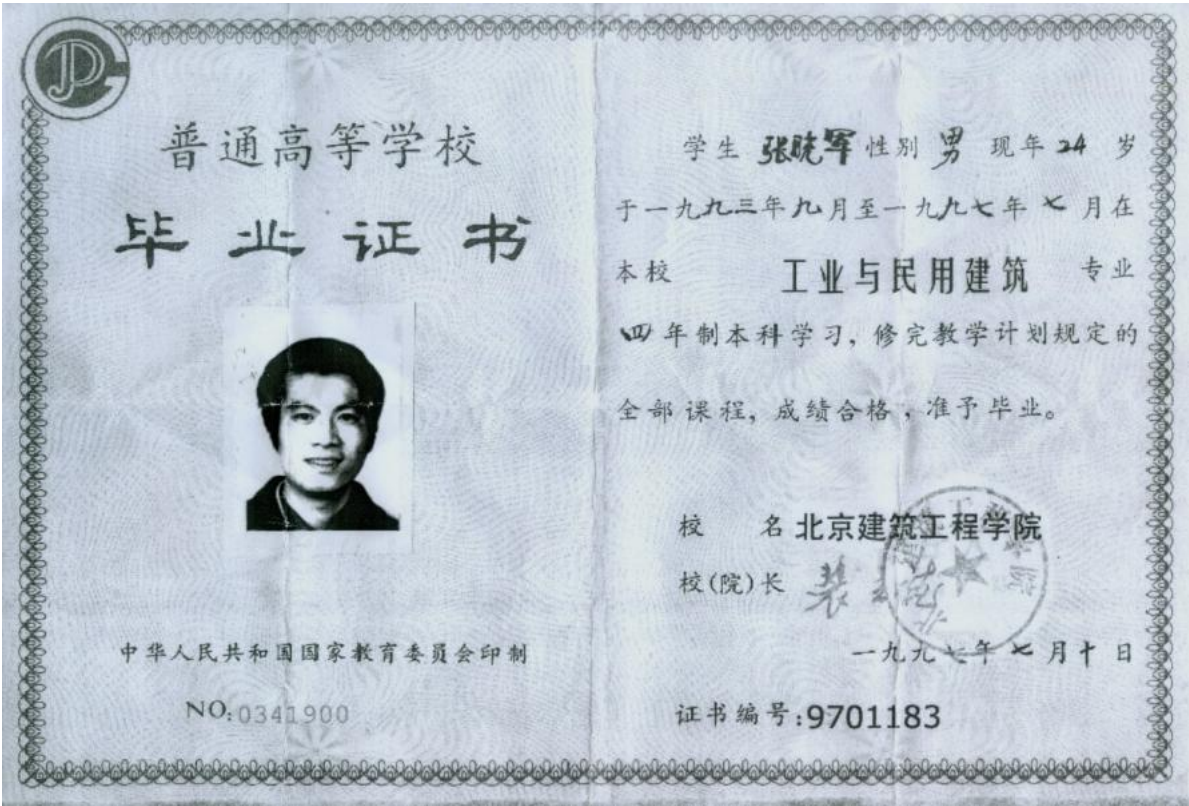 普通高等学校
毕业证书
中华人民共和国国家教育委员会印制
NO:0341900
学生 张晓军 性别 男 现年 24 岁
于一九九三年九月至一九九七年七月在
本校 工业与民用建筑 专业
四年制本科学习,修完教学计划规定的
全部课程,成绩合格,准予毕业。
校 名 北京建筑工程学院
校(院)长
一九九七年七月十日
证书编号:9701183